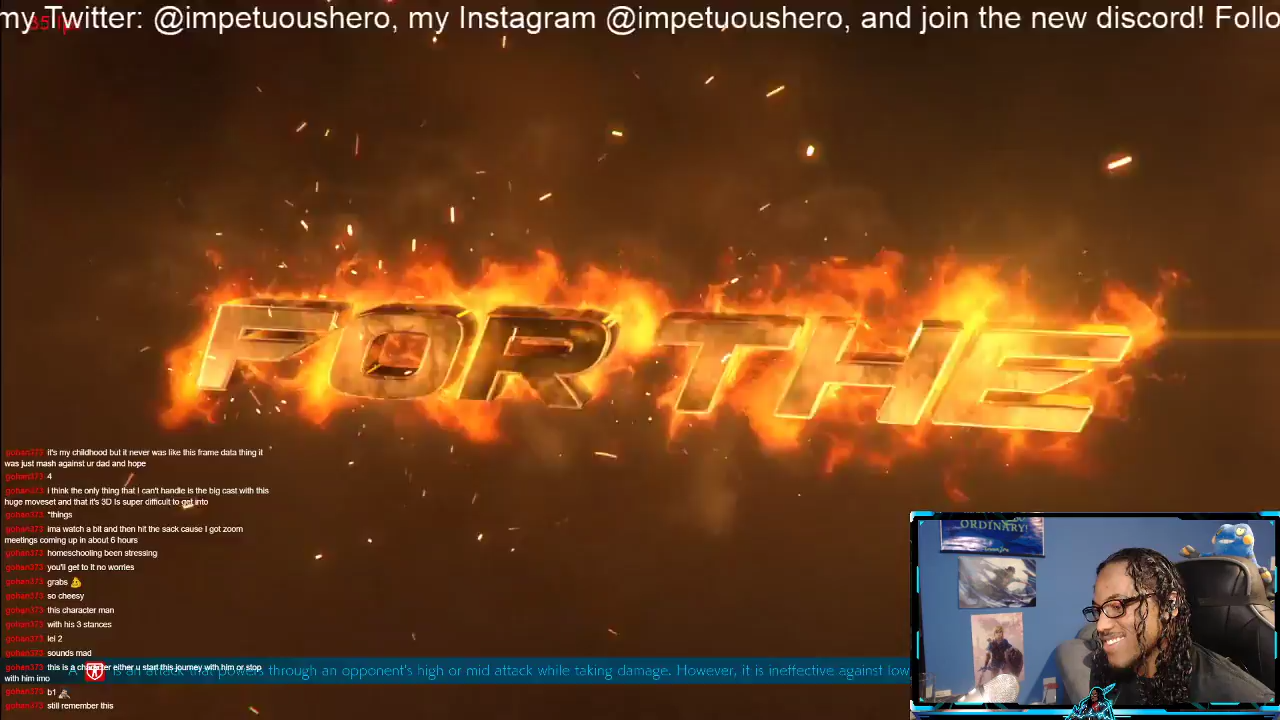 my Twitter: @impetuoushero, my Instagram @impetuoushero, and join the new discord! Follo
FOR THE
gohan373 it's my childhood but it never was like this frame data thing it
was just mash against ur dad and hope
gohan373 4
gohan373 I think the only thing that I can't handle is the big cast with this
huge moveset and that it's 3D Is super difficult to get into
gohan373 *things
gohan373 ima watch a bit and then hit the sack cause I got zoom
meetings coming up in about 6 hours
gohan373 homeschooling been stressing
gohan373 you'll get to it no worries
gohan373 grabs
gohan373 so cheesy
gohan373 this character man
gohan373 with his 3 stances
gohan373 lei 2
gohan373 sounds mad
gohan373 this is a character either u start this journey with him or stop
with him imo
A is an attack that powers through an opponent's high or mid attack while taking damage. However, it is ineffective against low
gohan373 b1
gohan373 still remember this
ORDINARY!